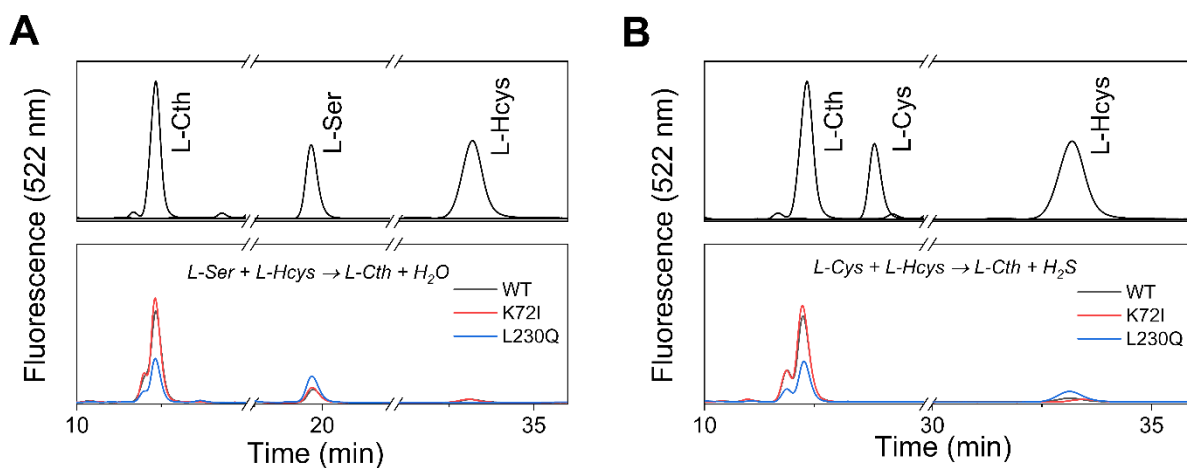 A
Fluorescence (522 nm)
L-Cth
L-Ser
L-Hcys
L-Ser + L-Hcys → L-Cth + H₂O
WT
K72I
L230Q
10
20
35
Time (min)
B
Fluorescence (522 nm)
L-Cth
L-Cys
L-Hcys
L-Cys + L-Hcys → L-Cth + H₂S
WT
K72I
L230Q
10
30
35
Time (min)